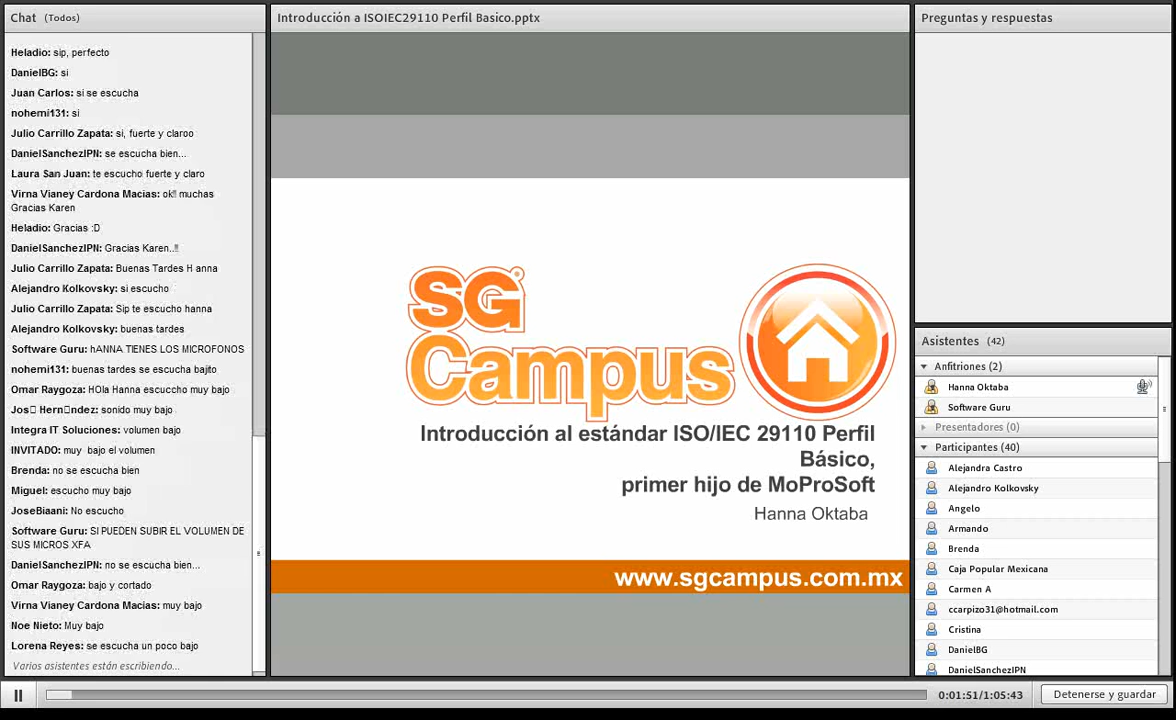 Chat (Todos)
Heladio: sip, perfecto
DanielBG: si
Juan Carlos: si se escucha
nohemi131: si
Julio Carrillo Zapata: si, fuerte y claroo
DanielSanchezIPN: se escucha bien...
Laura San Juan: te escucho fuerte y claro
Virna Vianey Cardona Macias: ok!! muchas
Gracias Karen
Heladio: Gracias :D
DanielSanchezIPN: Gracias Karen..!!
Julio Carrillo Zapata: Buenas Tardes H anna
Alejandro Kolkovsky: si escucho
Julio Carrillo Zapata: Sip te escucho hanna
Alejandro Kolkovsky: buenas tardes
Software Guru: hANNA TIENES LOS MICROFONOS
nohemi131: buenas tardes se escucha bajito
Omar Raygoza: HOla Hanna escuccho muy bajo
Jos□ Hern□ndez: sonido muy bajo
Integra IT Soluciones: volumen bajo
INVITADO: muy bajo el volumen
Brenda: no se escucha bien
Miguel: escucho muy bajo
JoseBiaani: No escucho
Software Guru: SI PUEDEN SUBIR EL VOLUMEN DE
SUS MICROS XFA
DanielSanchezIPN: no se escucha bien...
Omar Raygoza: bajo y cortado
Virna Vianey Cardona Macias: muy bajo
Noe Nieto: Muy bajo
Lorena Reyes: se escucha un poco bajo
Varios asistentes están escribiendo...
Introducción a ISOIEC29110 Perfil Basico.pptx
SG
Campus
Introducción al estándar ISO/IEC 29110 Perfil
Básico,
primer hijo de MoProSoft
Hanna Oktaba
www.sgcampus.com.mx
Preguntas y respuestas
Asistentes (42)
Anfitriones (2)
Hanna Oktaba
Software Guru
Presentadores (0)
Participantes (40)
Alejandra Castro
Alejandro Kolkovsky
Angelo
Armando
Brenda
Caja Popular Mexicana
Carmen A
ccarpizo31@hotmail.com
Cristina
DanielBG
DanielSanchezIPN
0:01:51/1:05:43
Detenerse y guardar